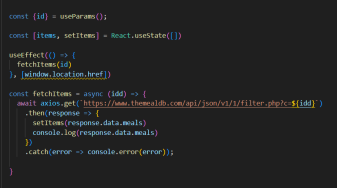 const {id} = useParams();
const [items, setItems] = React.useState([])
useEffect(() => {
fetchItems(id)
}, [window.location.href])
const fetchItems = async (idd) => {
await axios.get(`https://www.themealdb.com/api/json/v1/1/filter.php?c=${idd}`)
.then(response => {
setItems(response.data.meals)
console.log(response.data.meals)
})
.catch(error => console.error(error));
}